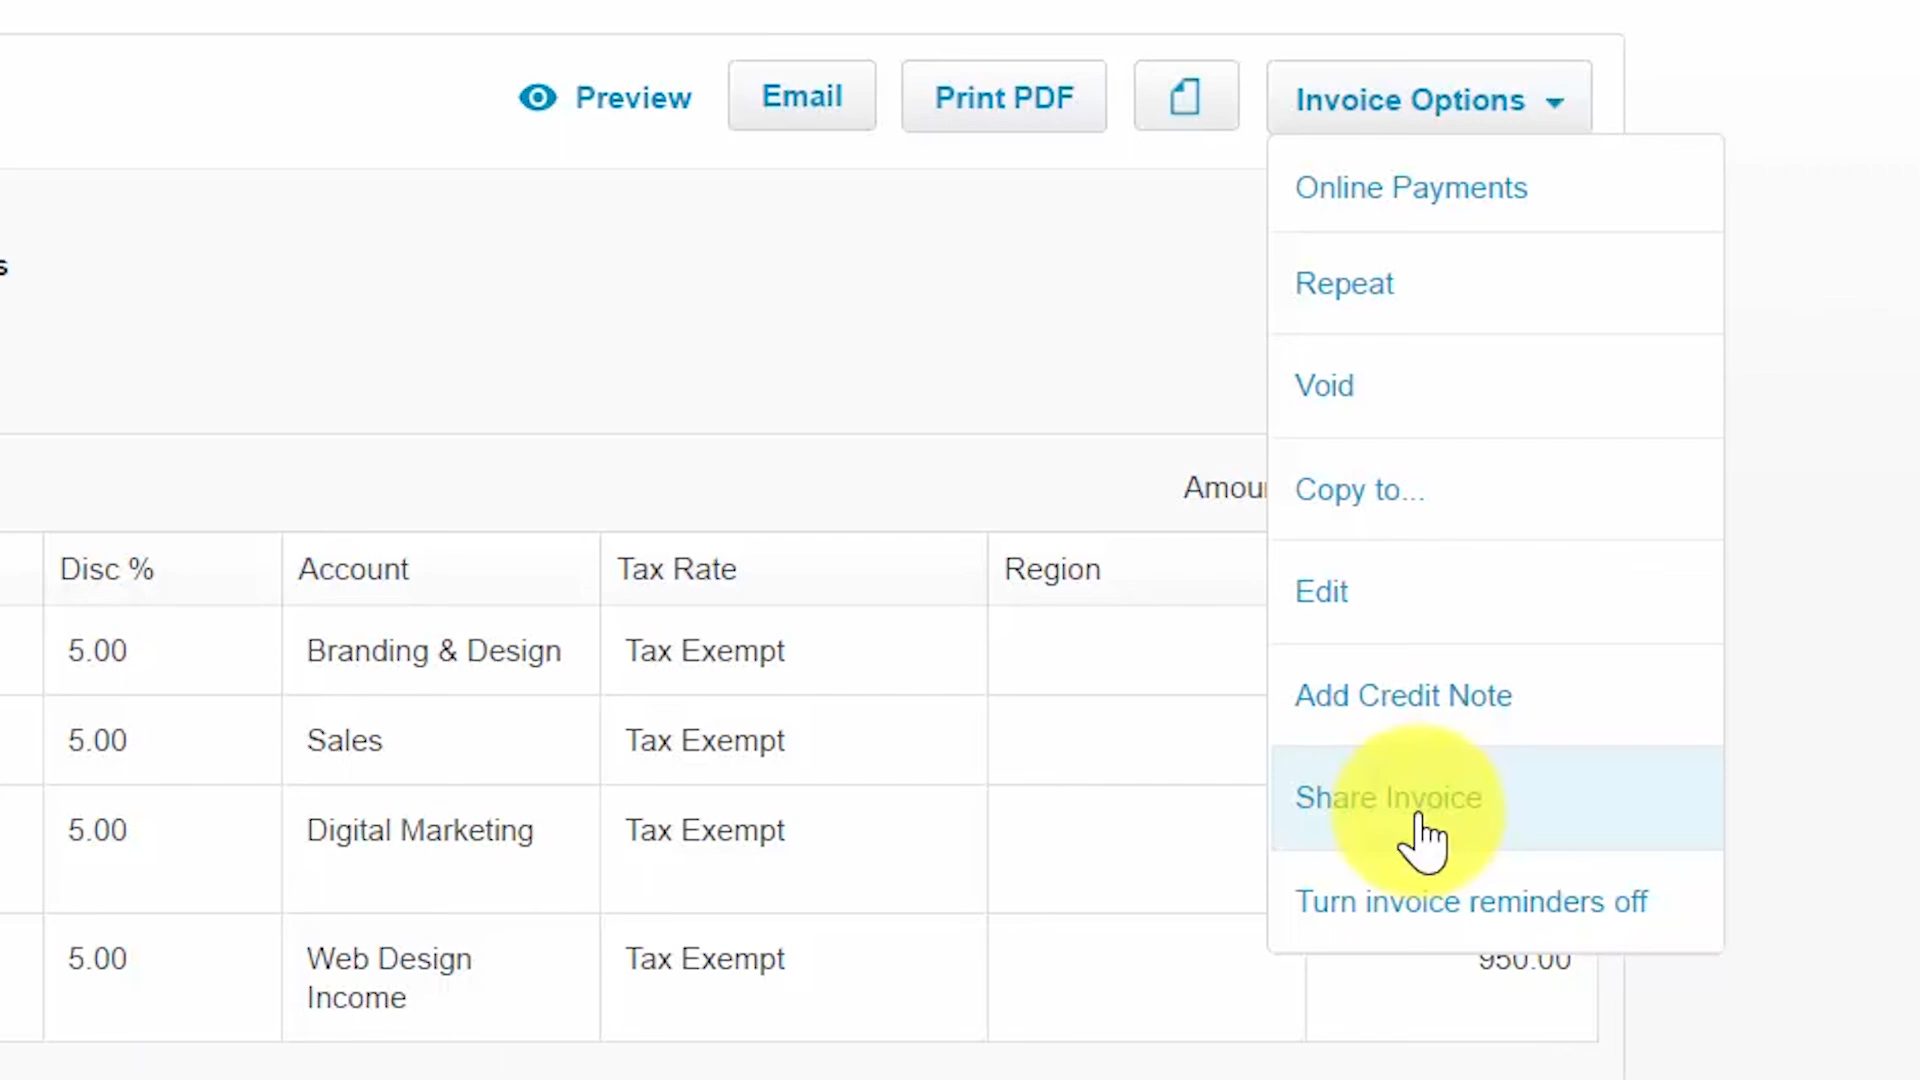 Preview Email Print PDF Invoice Options
Online Payments
Repeat
Void
Copy to...
Edit
Add Credit Note
Share Invoice
Turn invoice reminders off
s
Amou
Disc % Account Tax Rate Region
5.00 Branding & Design Tax Exempt
5.00 Sales Tax Exempt
5.00 Digital Marketing Tax Exempt
5.00 Web Design Tax Exempt 950.00
Income